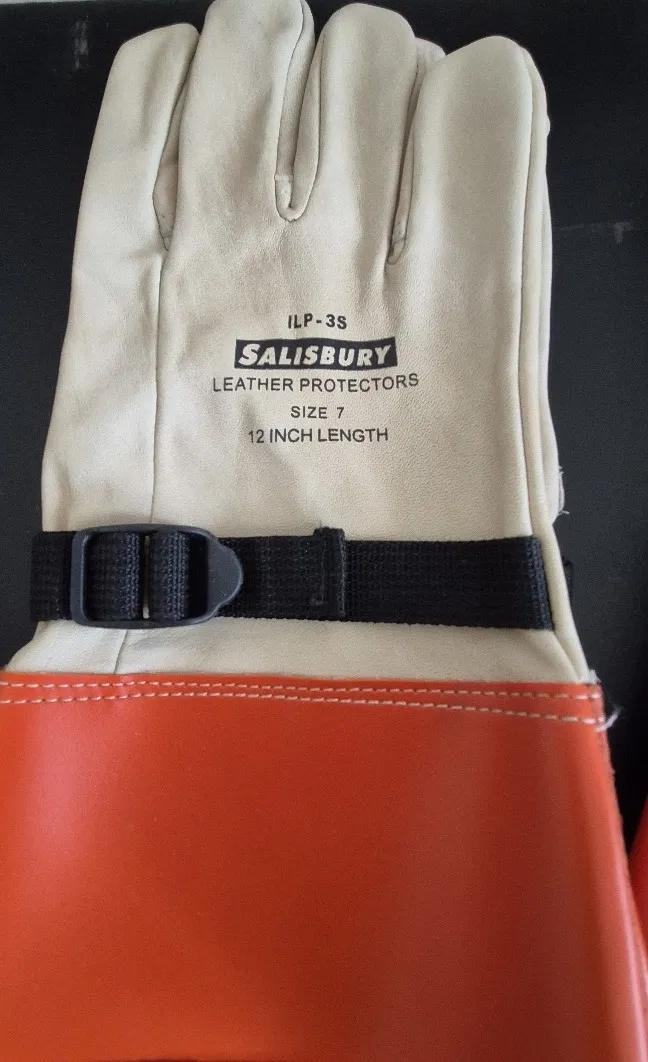 ILP-3S
SALISBURY
LEATHER PROTECTORS
SIZE 7
12 INCH LENGTH